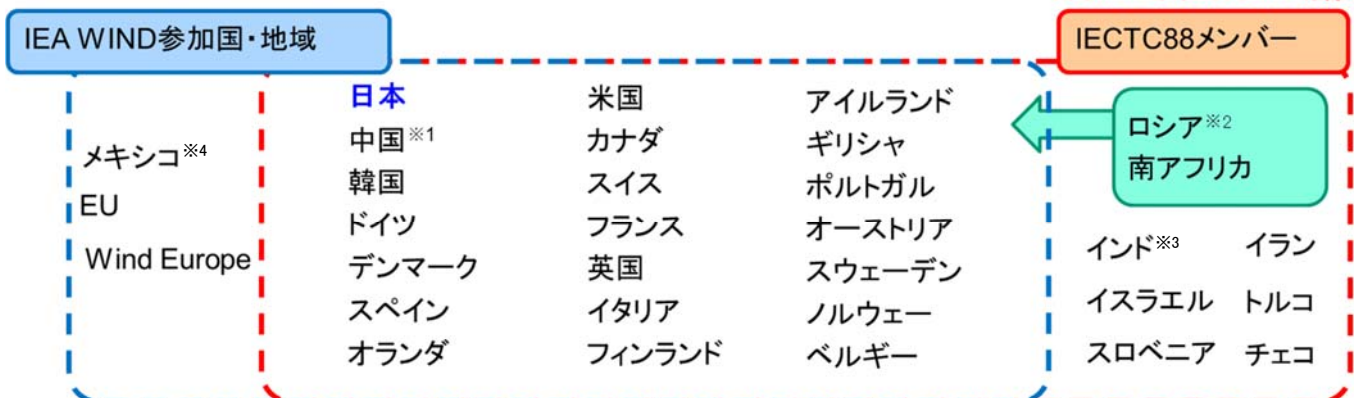 IEA WIND参加国・地域
IECTC88メンバー
メキシコ※4
EU
Wind Europe
日本
中国※1
韓国
ドイツ
デンマーク
スペイン
オランダ
米国
カナダ
スイス
フランス
英国
イタリア
フィンランド
アイルランド
ギリシャ
ポルトガル
オーストリア
スウェーデン
ノルウェー
ベルギー
ロシア※2
南アフリカ
インド※3 イラン
イスラエル トルコ
スロベニア チェコ